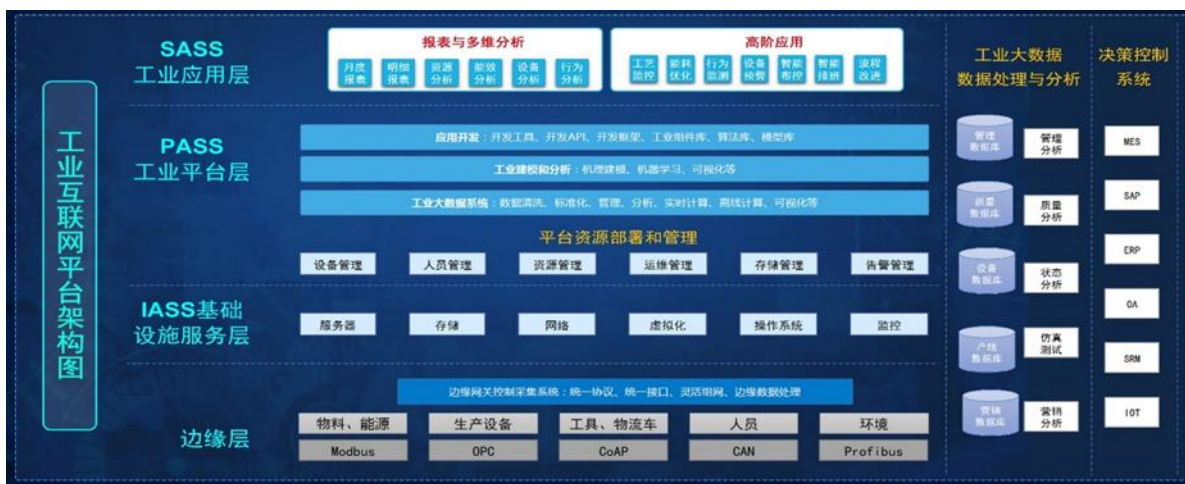 工业互联网平台架构图
SASS
工业应用层
报表与多维分析
月度
报表
明细
报表
资源
分析
能效
分析
设备
分析
行为
分析
高阶应用
工艺
监控
能耗
优化
行为
监测
设备
预警
智能
布控
智能
排班
流程
改进
PASS
工业平台层
应用开发：开发工具、开发API、开发框架、工业组件库、算法库、模型库
工业建模和分析：机理建模、机器学习、可视化等
工业大数据系统：数据清洗、标准化、管理、分析、实时计算、离线计算、可视化等
平台资源部署和管理
设备管理
人员管理
资源管理
运维管理
存储管理
告警管理
IASS基础
设施服务层
服务器
存储
网络
虚拟化
操作系统
监控
边缘层
边缘网关控制采集系统：统一协议、统一接口、灵活组网、边缘数据处理
物料、能源
生产设备
工具、物流车
人员
环境
Modbus
OPC
CoAP
CAN
Profibus
工业大数据
数据处理与分析
管理
数据库
管理
分析
质量
数据库
质量
分析
设备
数据库
状态
分析
产线
数据库
仿真
测试
营销
数据库
营销
分析
决策控制
系统
MES
SAP
ERP
OA
SRM
IOT